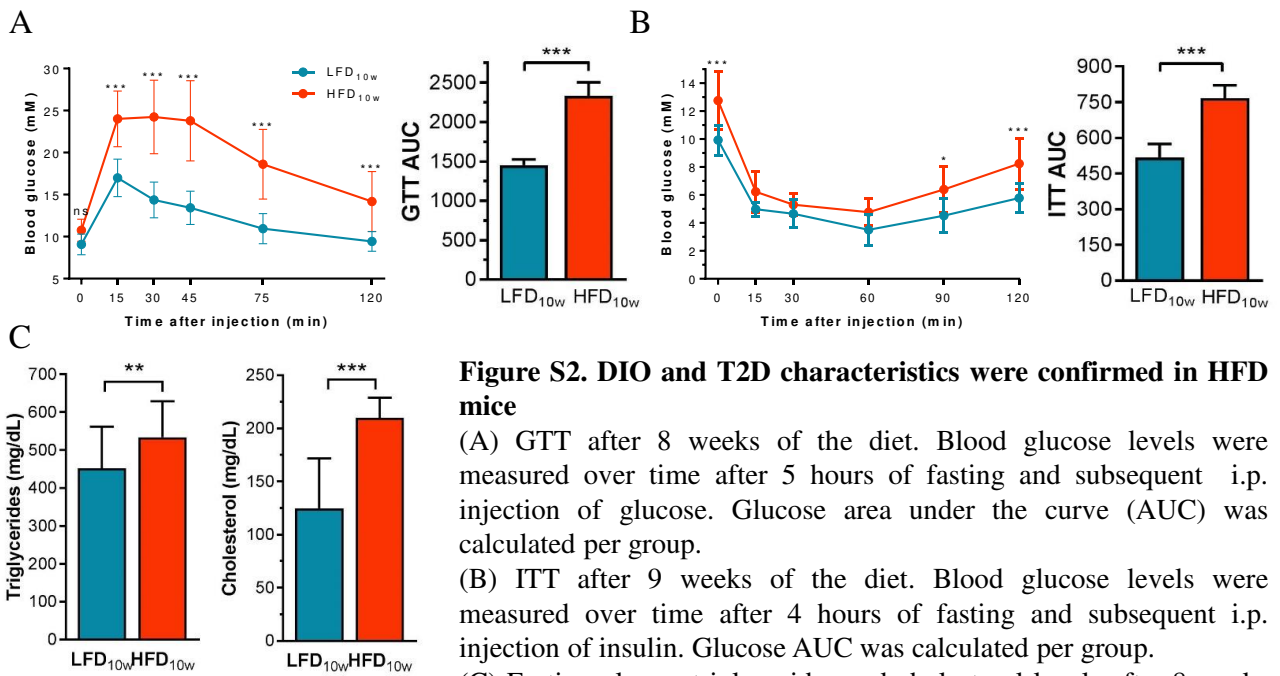 A
B
30
25
20
15
10
5
Blood glucose (mM)
ns
***
***
***
***
***
LFD10w
HFD10w
0 15 30 45 75 120
Time after injection (min)
***
2500
2000
1500
1000
500
0
GTT AUC
LFD10w HFD10w
14
12
10
8
6
4
2
0
Blood glucose (mM)
***
*
***
0 15 30 60 90 120
Time after injection (min)
***
900
750
600
450
300
150
0
ITT AUC
LFD10w HFD10w
C
**
700
600
500
400
300
200
100
0
Triglycerides (mg/dL)
LFD10w HFD10w
***
250
200
150
100
50
0
Cholesterol (mg/dL)
LFD10w HFD10w
Figure S2. DIO and T2D characteristics were confirmed in HFD
mice
(A) GTT after 8 weeks of the diet. Blood glucose levels were
measured over time after 5 hours of fasting and subsequent i.p.
injection of glucose. Glucose area under the curve (AUC) was
calculated per group.
(B) ITT after 9 weeks of the diet. Blood glucose levels were
measured over time after 4 hours of fasting and subsequent i.p.
injection of insulin. Glucose AUC was calculated per group.